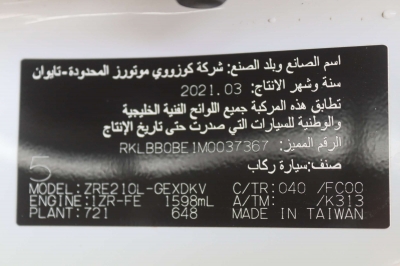 اسم الصانع وبلد الصنع: شركة كوزووي موتورز المحدودة-تايوان
سنة وشهر الانتاج: 2021.03
تطابق هذه المركبة جميع اللوائح الفنية الخليجية
والوطنية للسيارات التي صدرت حتى تاريخ الإنتاج
الرقم المميز: RKLBB0BE1M0037367
صنف: سيارة ركاب
5
MODEL: ZRE210L-GEXDKV C/TR: 040 /FC00
ENGINE: 1ZR-FE 1598mL A/TM: /K313
PLANT: 721 648 MADE IN TAIWAN